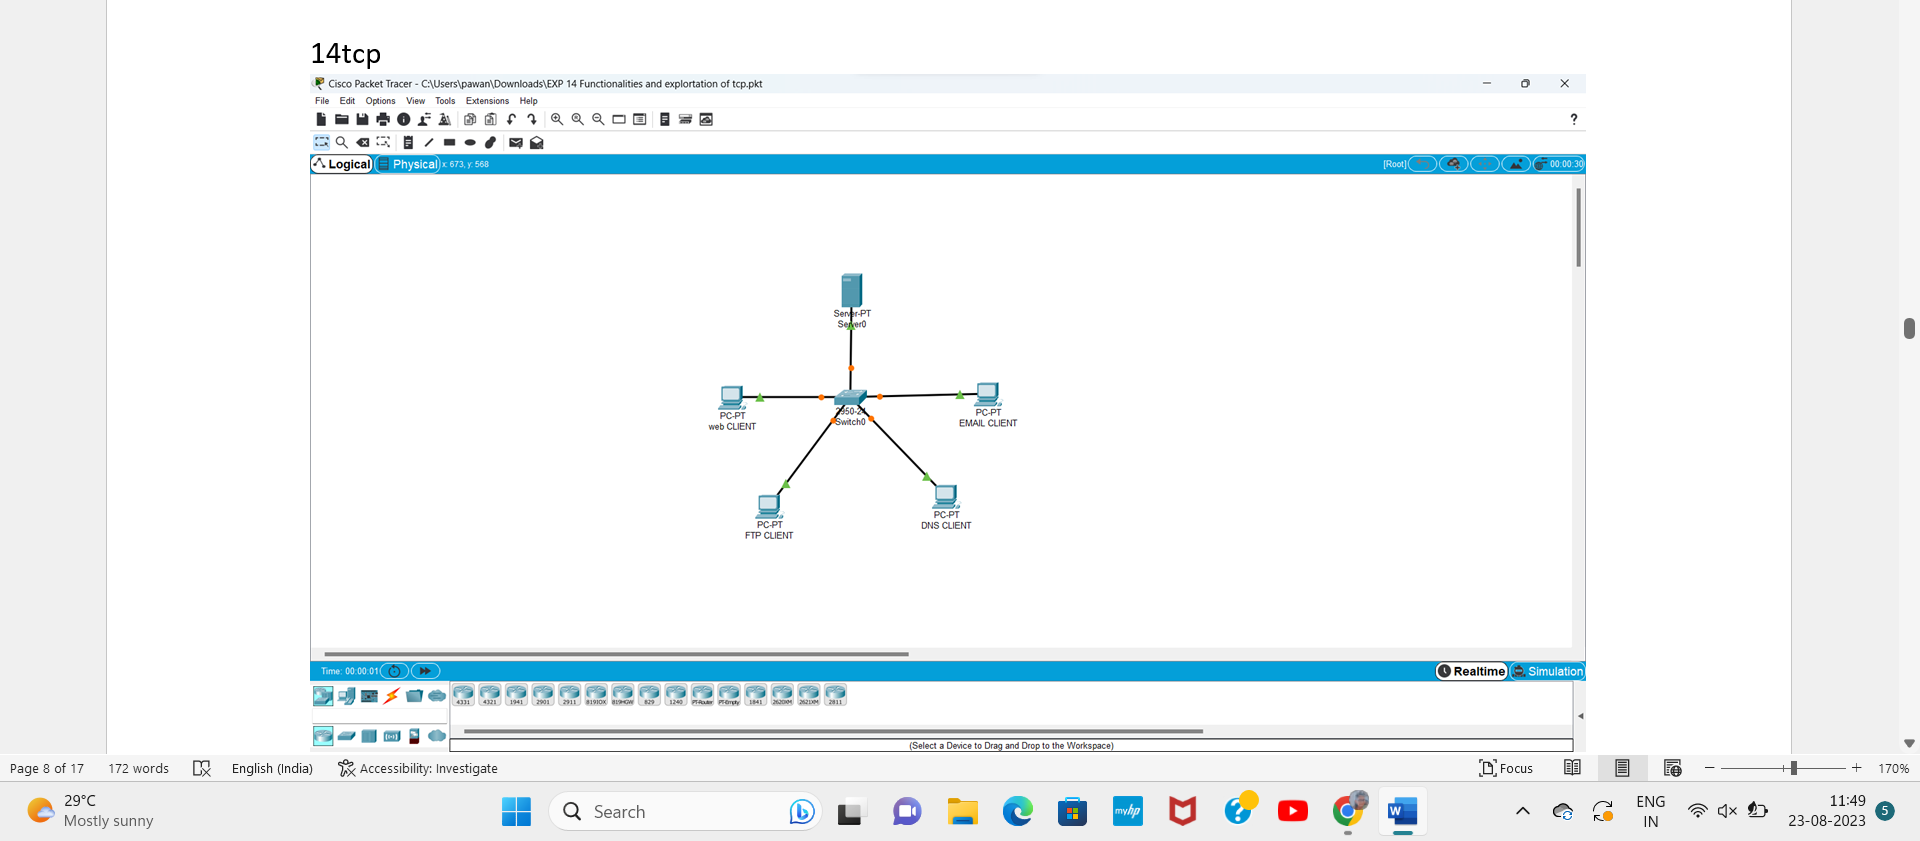 14tcp
Cisco Packet Tracer - C:\Users\pawan\Downloads\EXP 14 Functionalities and explortation of tcp.pkt
File Edit Options View Tools Extensions Help
?
Logical Physical x: 673, y: 568 [Root] 00:00:30
Server-PT
Server0
2950-24
Switch0
PC-PT
web CLIENT
PC-PT
EMAIL CLIENT
PC-PT
FTP CLIENT
PC-PT
DNS CLIENT
Time: 00:00:01 Realtime Simulation
4331 4321 1941 2901 2911 819IOX 819HGW 829 1240 PT-Router PT-Empty 1841 2620XM 2621XM 2811
(Select a Device to Drag and Drop to the Workspace)
Page 8 of 17 172 words English (India) Accessibility: Investigate Focus 170%
29°C
Mostly sunny
Search
myhp
ENG
IN
11:49
23-08-2023
5